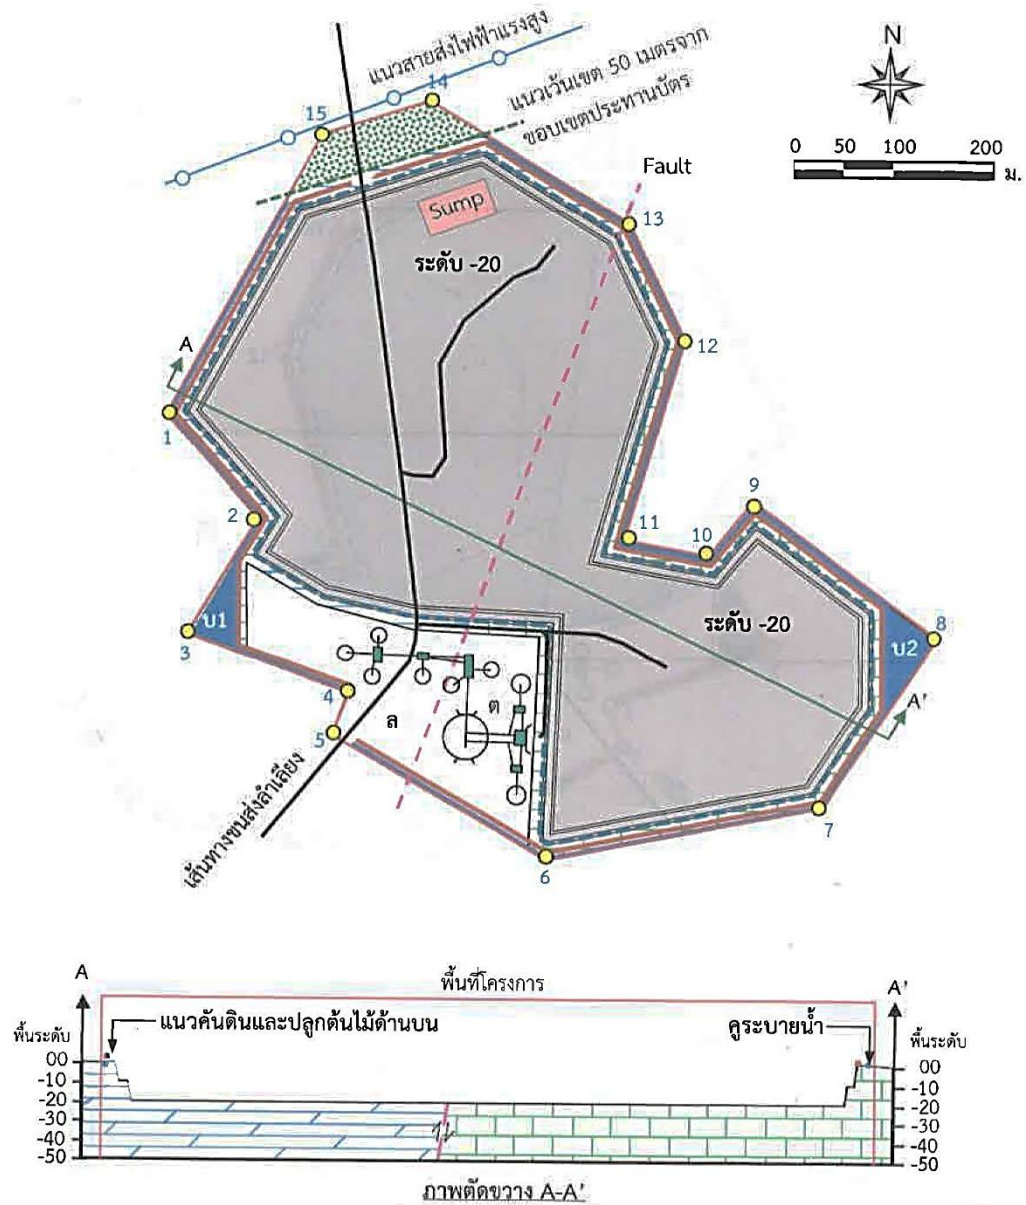 แนวสายส่งไฟฟ้าแรงสูง
แนวเว้นเขต 50 เมตรจาก
ขอบเขตประทานบัตร
N
0 50 100 200
ม.
15
14
Fault
13
Sump
ระดับ -20
12
A
1
2
9
11
10
ระดับ -20
บ1
3
8
บ2
4
A'
5
ล
ต
เส้นทางขนส่งลำเลียง
7
6
A
พื้นที่โครงการ
A'
แนวคันดินและปลูกต้นไม้ด้านบน
คูระบายน้ำ
พื้นระดับ
พื้นระดับ
00
-10
-20
-30
-40
-50
00
-10
-20
-30
-40
-50
ภาพตัดขวาง A-A'